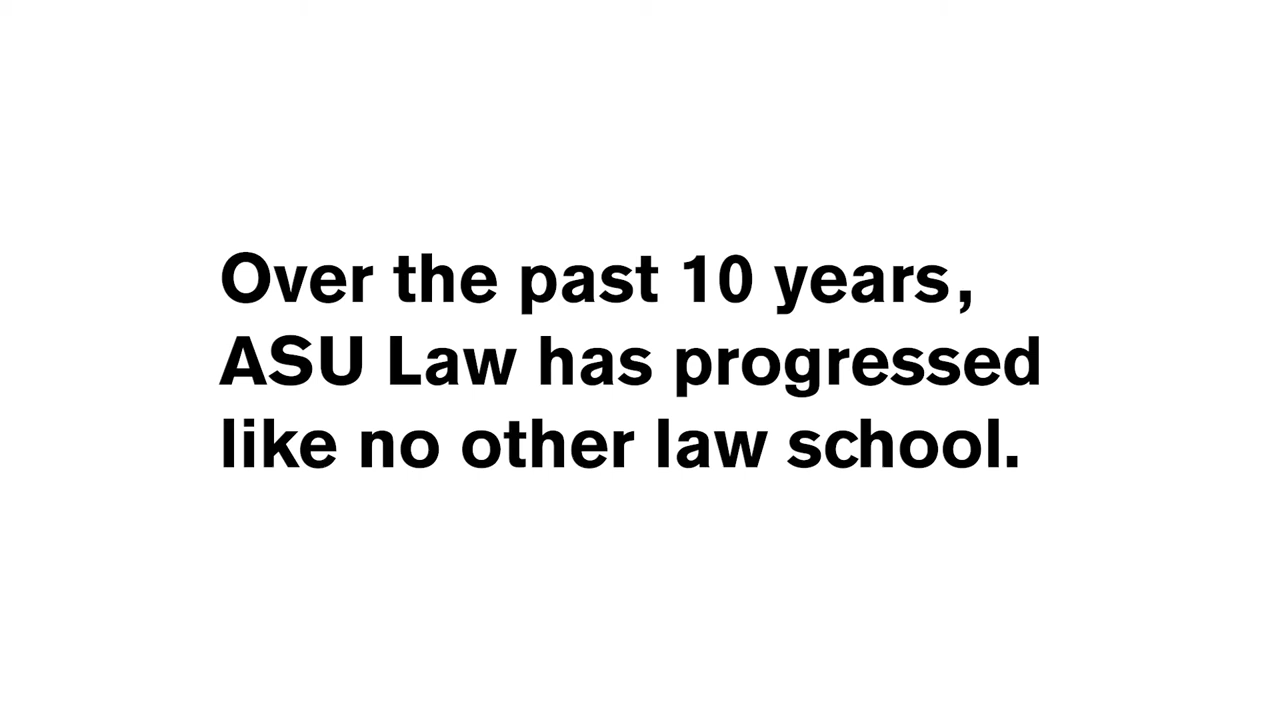 Over the past 10 years,
ASU Law has progressed
like no other law school.